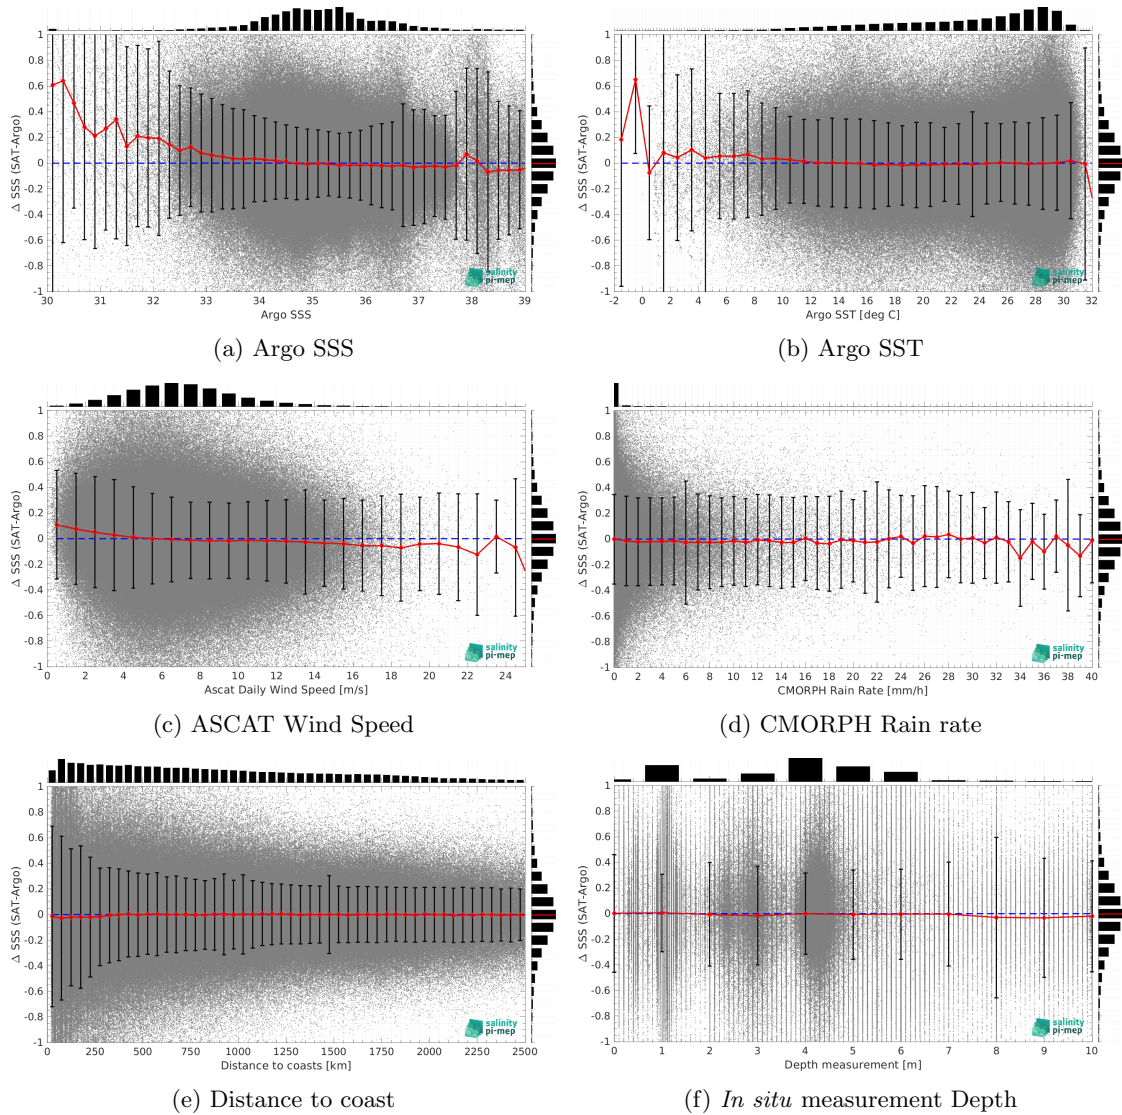 Δ SSS (SAT-Argo)
1
0.8
0.6
0.4
0.2
0
-0.2
-0.4
-0.6
-0.8
-1
30 31 32 33 34 35 36 37 38 39
Argo SSS
salinity
pi-mep
(a) Argo SSS
Δ SSS (SAT-Argo)
1
0.8
0.6
0.4
0.2
0
-0.2
-0.4
-0.6
-0.8
-1
-2 0 2 4 6 8 10 12 14 16 18 20 22 24 26 28 30 32
Argo SST [deg C]
salinity
pi-mep
(b) Argo SST
Δ SSS (SAT-Argo)
1
0.8
0.6
0.4
0.2
0
-0.2
-0.4
-0.6
-0.8
-1
0 2 4 6 8 10 12 14 16 18 20 22 24
Ascat Daily Wind Speed [m/s]
salinity
pi-mep
(c) ASCAT Wind Speed
Δ SSS (SAT-Argo)
1
0.8
0.6
0.4
0.2
0
-0.2
-0.4
-0.6
-0.8
-1
0 2 4 6 8 10 12 14 16 18 20 22 24 26 28 30 32 34 36 38 40
CMORPH Rain Rate [mm/h]
salinity
pi-mep
(d) CMORPH Rain rate
Δ SSS (SAT-Argo)
1
0.8
0.6
0.4
0.2
0
-0.2
-0.4
-0.6
-0.8
-1
0 250 500 750 1000 1250 1500 1750 2000 2250 2500
Distance to coasts [km]
salinity
pi-mep
(e) Distance to coast
Δ SSS (SAT-Argo)
1
0.8
0.6
0.4
0.2
0
-0.2
-0.4
-0.6
-0.8
-1
0 1 2 3 4 5 6 7 8 9 10
Depth measurement [m]
salinity
pi-mep
(f) In situ measurement Depth